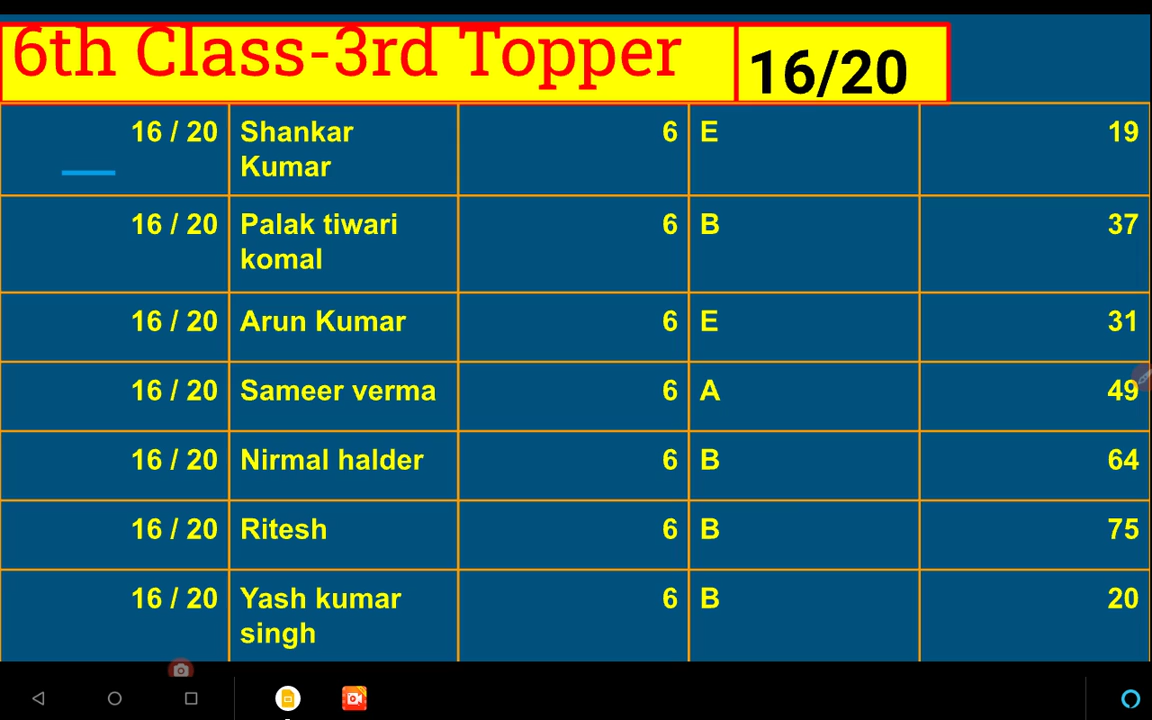 6th Class-3rd Topper 16/20
16 / 20 Shankar Kumar 6 E 19
16 / 20 Palak tiwari komal 6 B 37
16 / 20 Arun Kumar 6 E 31
16 / 20 Sameer verma 6 A 49
16 / 20 Nirmal halder 6 B 64
16 / 20 Ritesh 6 B 75
16 / 20 Yash kumar singh 6 B 20